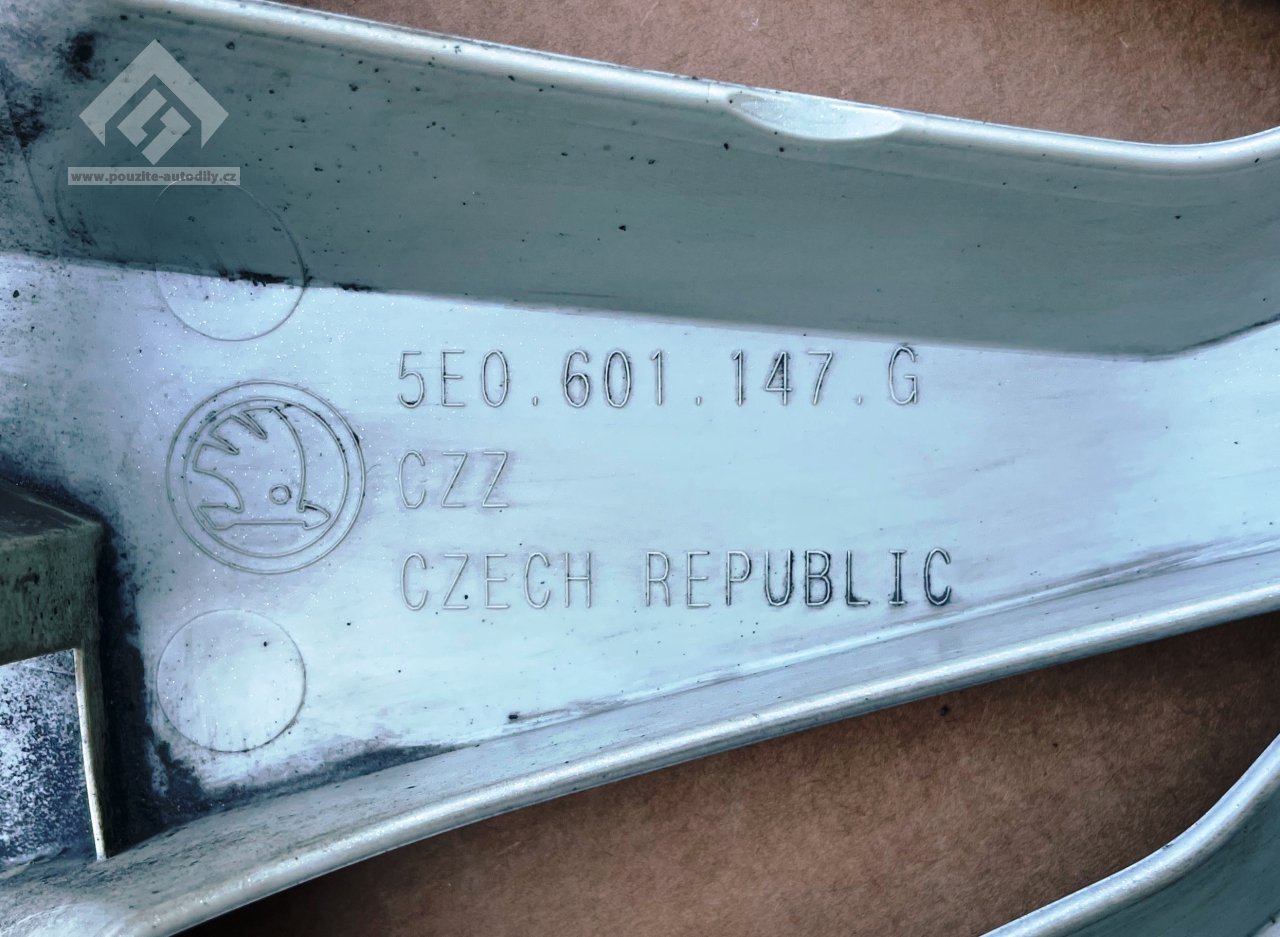 www.pouzite-autodily.cz
5E0.601.147.G
CZZ
CZECH REPUBLIC